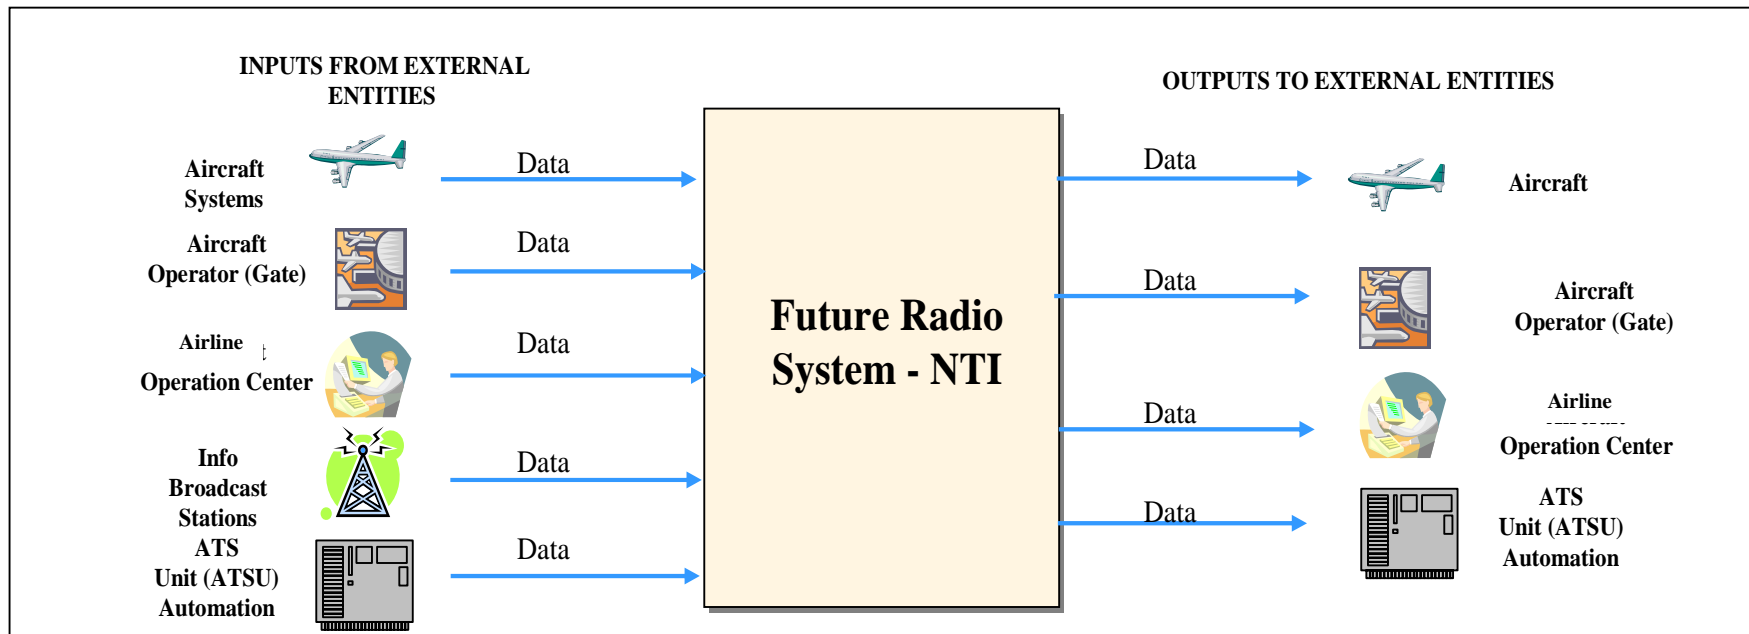 INPUTS FROM EXTERNAL
ENTITIES
OUTPUTS TO EXTERNAL ENTITIES
Aircraft
Systems
Data
Aircraft
Operator (Gate)
Data
Airline
Operation Center
Data
Info
Broadcast
Stations
Data
ATS
Unit (ATSU)
Automation
Data
Future Radio
System - NTI
Data
Aircraft
Data
Aircraft
Operator (Gate)
Data
Airline
Operation Center
Data
ATS
Unit (ATSU)
Automation